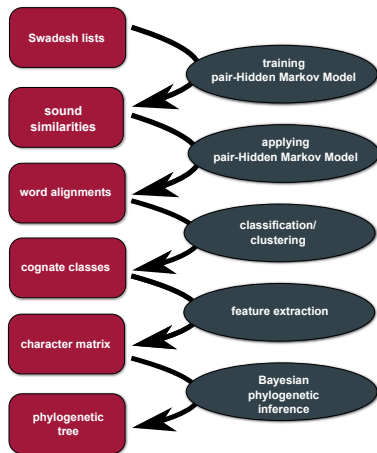 Swadesh lists
training
pair-Hidden Markov Model
sound
similarities
applying
pair-Hidden Markov Model
word alignments
classification/
clustering
cognate classes
feature extraction
character matrix
Bayesian
phylogenetic
inference
phylogenetic
tree